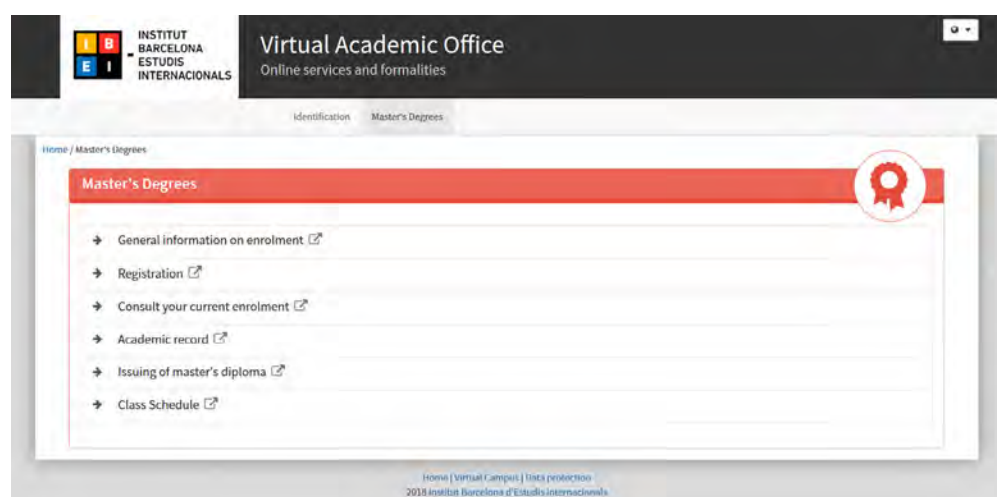 I B E I
INSTITUT
BARCELONA
ESTUDIS
INTERNACIONALS
Virtual Academic Office
Online services and formalities
Identification Master's Degrees
Home / Master's Degrees
Master's Degrees
General information on enrolment
Registration
Consult your current enrolment
Academic record
Issuing of master's diploma
Class Schedule
Home | Virtual Campus | Data protection
2018 Institut Barcelona d'Estudis Internacionals